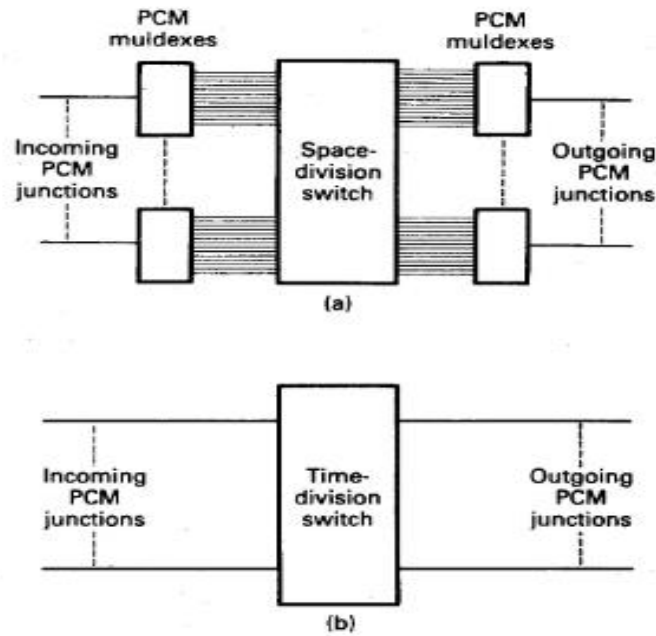 PCM
muldexes
PCM
muldexes
Incoming
PCM
junctions
Space-
division
switch
Outgoing
PCM
junctions
(a)
Incoming
PCM
junctions
Time-
division
switch
Outgoing
PCM
junctions
(b)